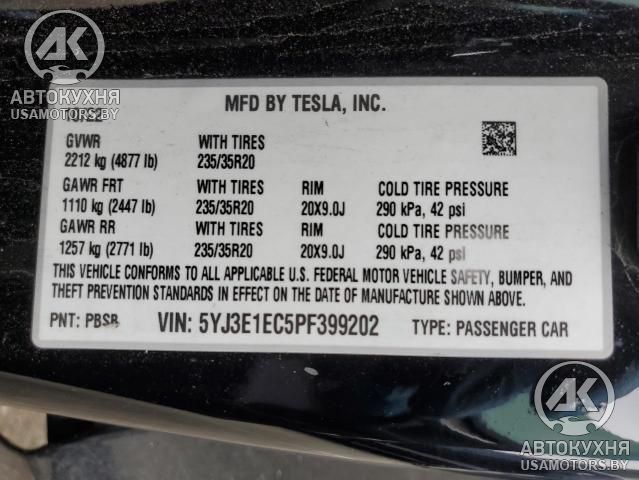 AK
АВТОКУХНЯ
USAMOTORS.BY
MFD BY TESLA, INC.
GVWR WITH TIRES
2212 kg (4877 lb) 235/35R20
GAWR FRT WITH TIRES RIM COLD TIRE PRESSURE
1110 kg (2447 lb) 235/35R20 20X9.0J 290 kPa, 42 psi
GAWR RR WITH TIRES RIM COLD TIRE PRESSURE
1257 kg (2771 lb) 235/35R20 20X9.0J 290 kPa, 42 psi
THIS VEHICLE CONFORMS TO ALL APPLICABLE U.S. FEDERAL MOTOR VEHICLE SAFETY, BUMPER, AND
THEFT PREVENTION STANDARDS IN EFFECT ON THE DATE OF MANUFACTURE SHOWN ABOVE.
PNT: PBSB VIN: 5YJ3E1EC5PF399202 TYPE: PASSENGER CAR
AK
АВТОКУХНЯ
USAMOTORS.BY